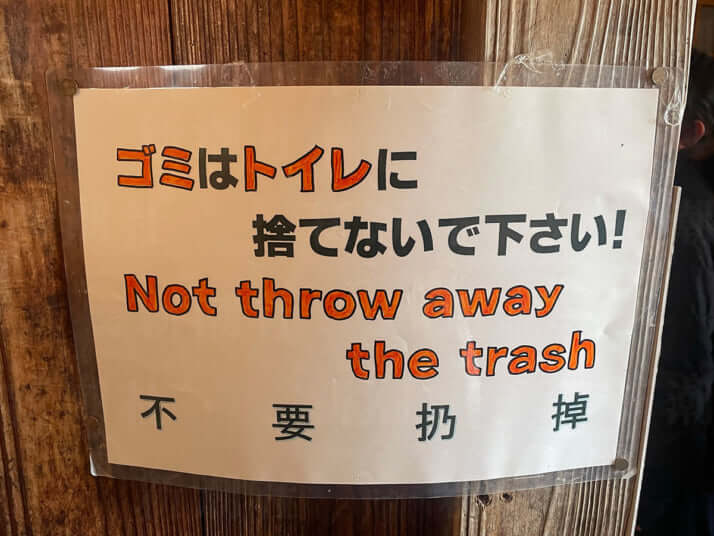 ゴミはトイレに
捨てないで下さい!
Not throw away
the trash
不要扔掉